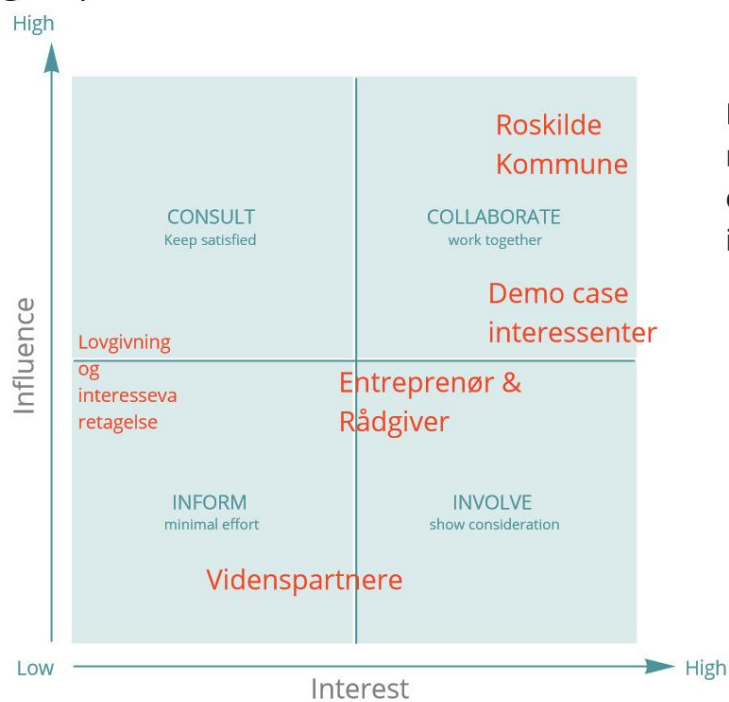 High
Roskilde
Kommune
CONSULT
Keep satisfied
COLLABORATE
work together
Demo case
interessenter
Lovgivning
og
interesseva
retagelse
Entreprenør &
Rådgiver
Influence
INFORM
minimal effort
INVOLVE
show consideration
Videnspartnere
Low
High
Interest